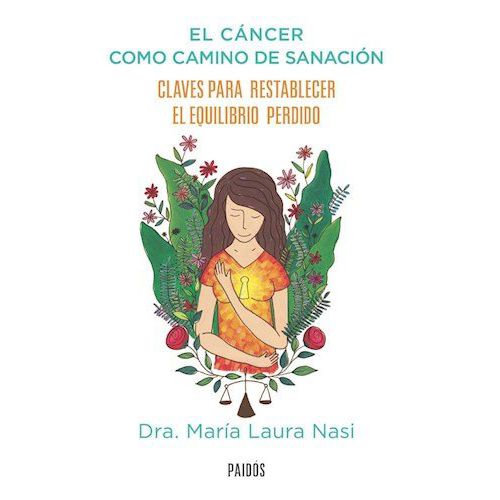 EL CÁNCER
COMO CAMINO DE SANACIÓN
CLAVES PARA RESTABLECER
EL EQUILIBRIO PERDIDO
Dra. María Laura Nasi
PAIDÓS